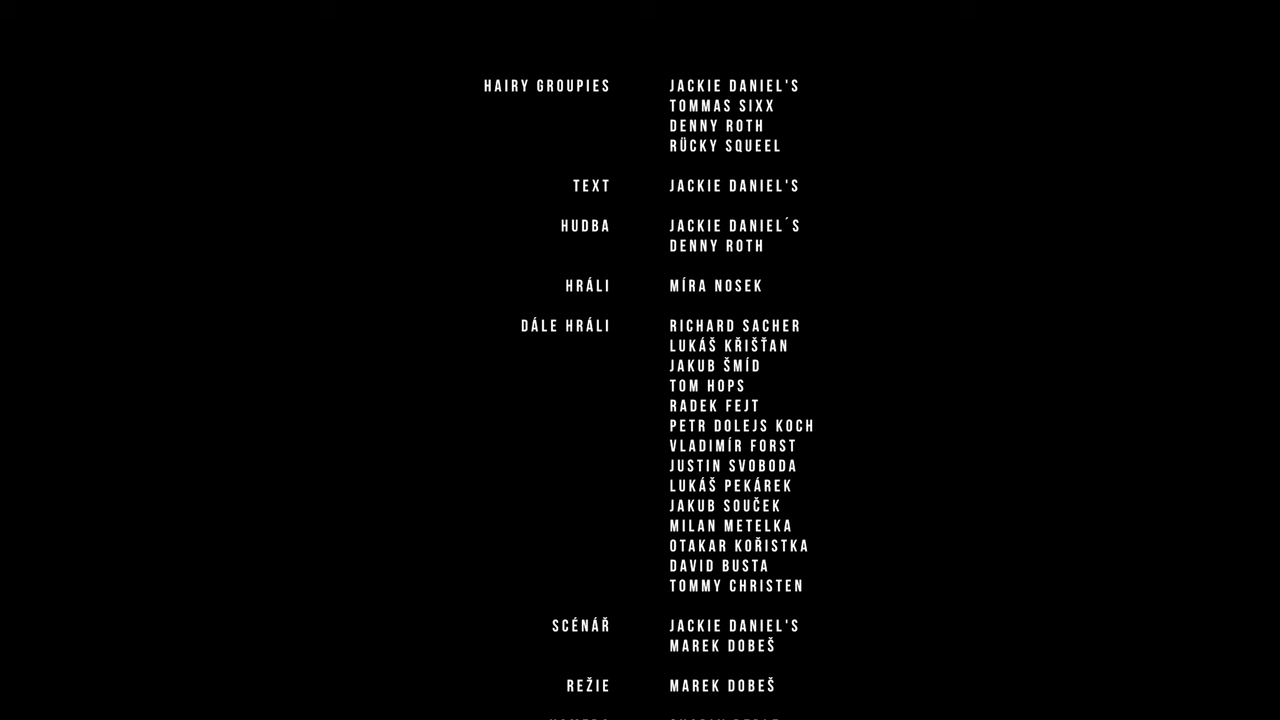 HAIRY GROUPIES JACKIE DANIEL'S
TOMMAS SIXX
DENNY ROTH
RÜCKY SQUEEL
TEXT JACKIE DANIEL'S
HUDBA JACKIE DANIEL´S
DENNY ROTH
HRÁLI MÍRA NOSEK
DÁLE HRÁLI RICHARD SACHER
LUKÁŠ KŘIŠŤAN
JAKUB ŠMÍD
TOM HOPS
RADEK FEJT
PETR DOLEJS KOCH
VLADIMÍR FORST
JUSTIN SVOBODA
LUKÁŠ PEKÁREK
JAKUB SOUČEK
MILAN METELKA
OTAKAR KOŘISTKA
DAVID BUSTA
TOMMY CHRISTEN
SCÉNÁŘ JACKIE DANIEL'S
MAREK DOBEŠ
REŽIE MAREK DOBEŠ